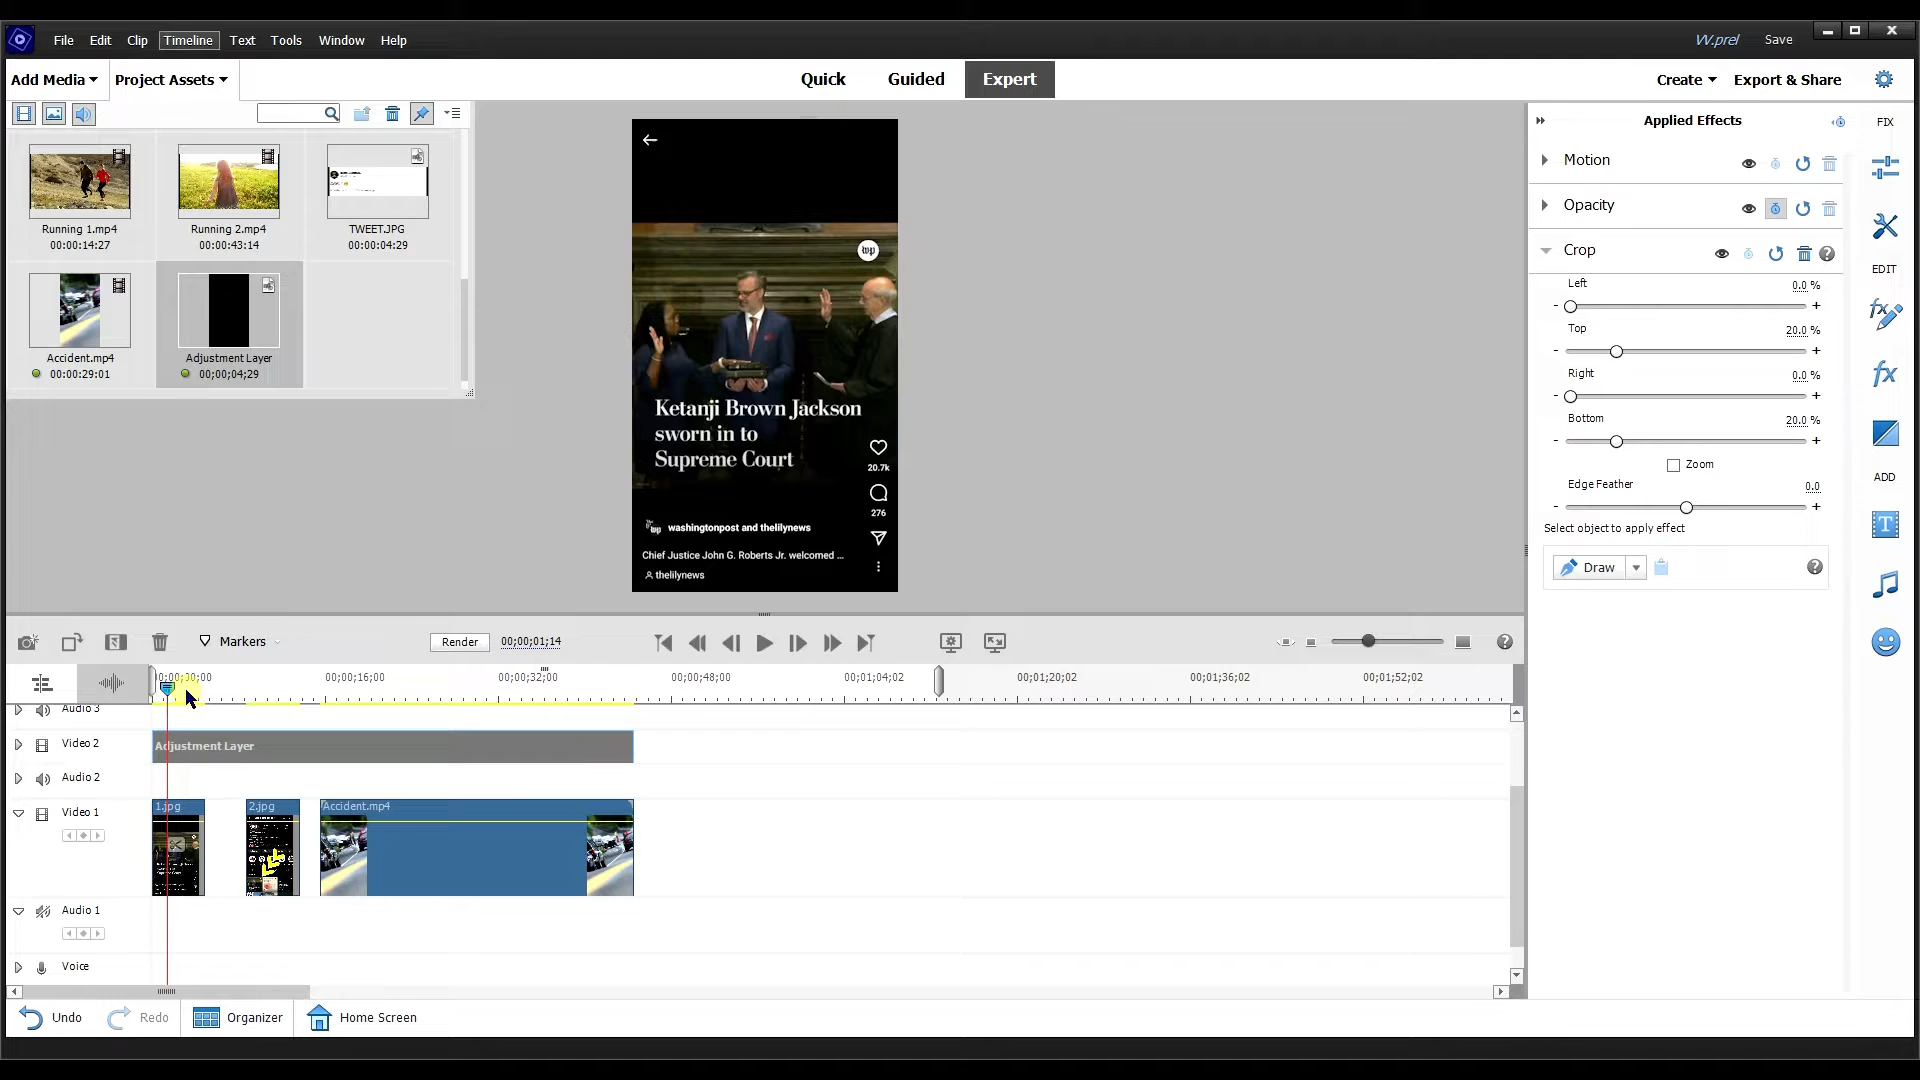 File Edit Clip Timeline Text Tools Window Help
VV.prel Save
Add Media Project Assets
Quick Guided Expert
Create Export & Share
Running 1.mp4
00:00:14:27
Running 2.mp4
00:00:43:14
TWEET.JPG
00:00:04:29
Accident.mp4
00:00:29:01
Adjustment Layer
00;00;04;29
wp
Ketanji Brown Jackson
sworn in to
Supreme Court
20.7k
276
washingtonpost and thelilynews
Chief Justice John G. Roberts Jr. welcomed ...
thelilynews
Applied Effects
Motion
Opacity
Crop
Left 0.0 %
Top 20.0 %
Right 0.0 %
Bottom 20.0 %
Zoom
Edge Feather 0.0
Select object to apply effect
Draw
FIX
EDIT
ADD
Markers
Render 00;00;01;14
00;00;16;00 00;00;32;00 00;00;48;00 00;01;04;02 00;01;20;02 00;01;36;02 00;01;52;02
Audio 3
Video 2 Adjustment Layer
Audio 2
Video 1 1.jpg 2.jpg Accident.mp4
Audio 1
Voice
Undo Redo Organizer Home Screen